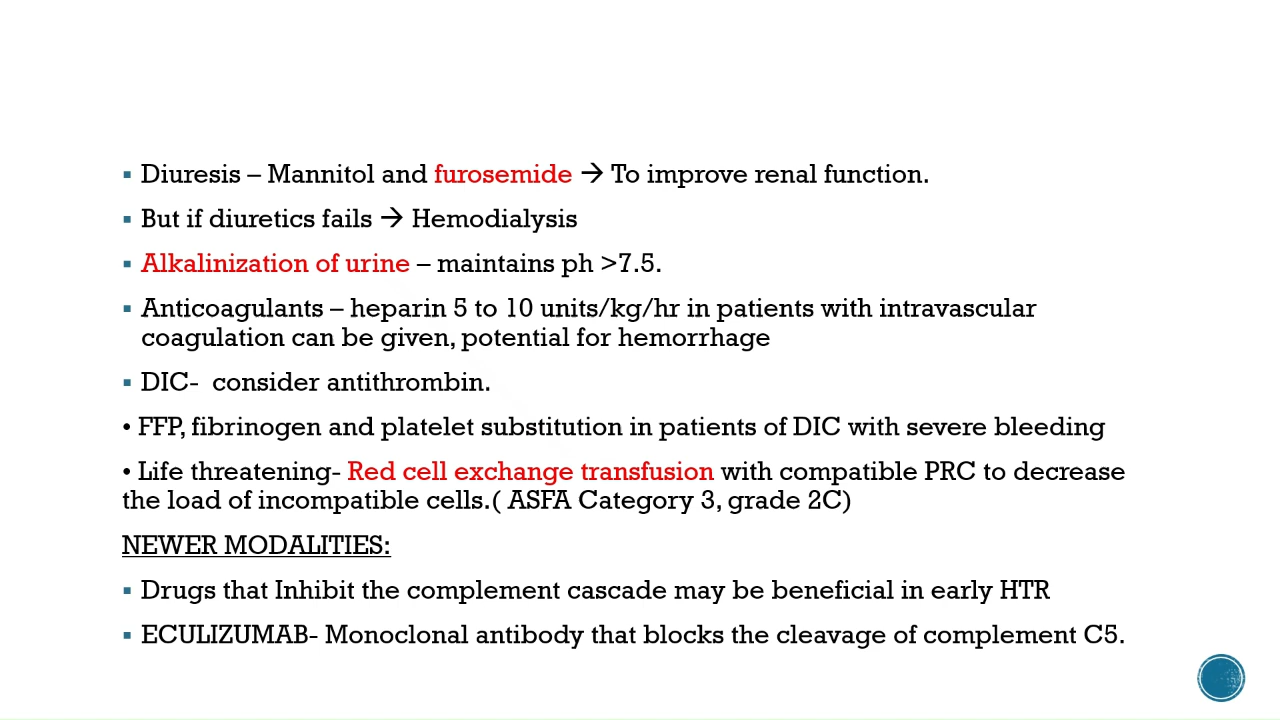 ▪ Diuresis – Mannitol and furosemide → To improve renal function.
▪ But if diuretics fails → Hemodialysis
▪ Alkalinization of urine – maintains ph >7.5.
▪ Anticoagulants – heparin 5 to 10 units/kg/hr in patients with intravascular
coagulation can be given, potential for hemorrhage
▪ DIC-  consider antithrombin.
• FFP, fibrinogen and platelet substitution in patients of DIC with severe bleeding
• Life threatening- Red cell exchange transfusion with compatible PRC to decrease
the load of incompatible cells.( ASFA Category 3, grade 2C)
NEWER MODALITIES:
▪ Drugs that Inhibit the complement cascade may be beneficial in early HTR
▪ ECULIZUMAB- Monoclonal antibody that blocks the cleavage of complement C5.